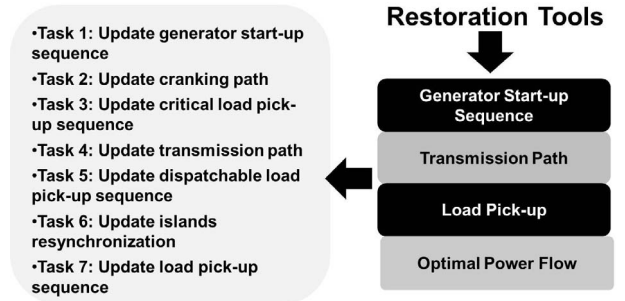 •Task 1: Update generator start-up
sequence
•Task 2: Update cranking path
•Task 3: Update critical load pick-
up sequence
•Task 4: Update transmission path
•Task 5: Update dispatchable load
pick-up sequence
•Task 6: Update islands
resynchronization
•Task 7: Update load pick-up
sequence
Restoration Tools
Generator Start-up
Sequence
Transmission Path
Load Pick-up
Optimal Power Flow